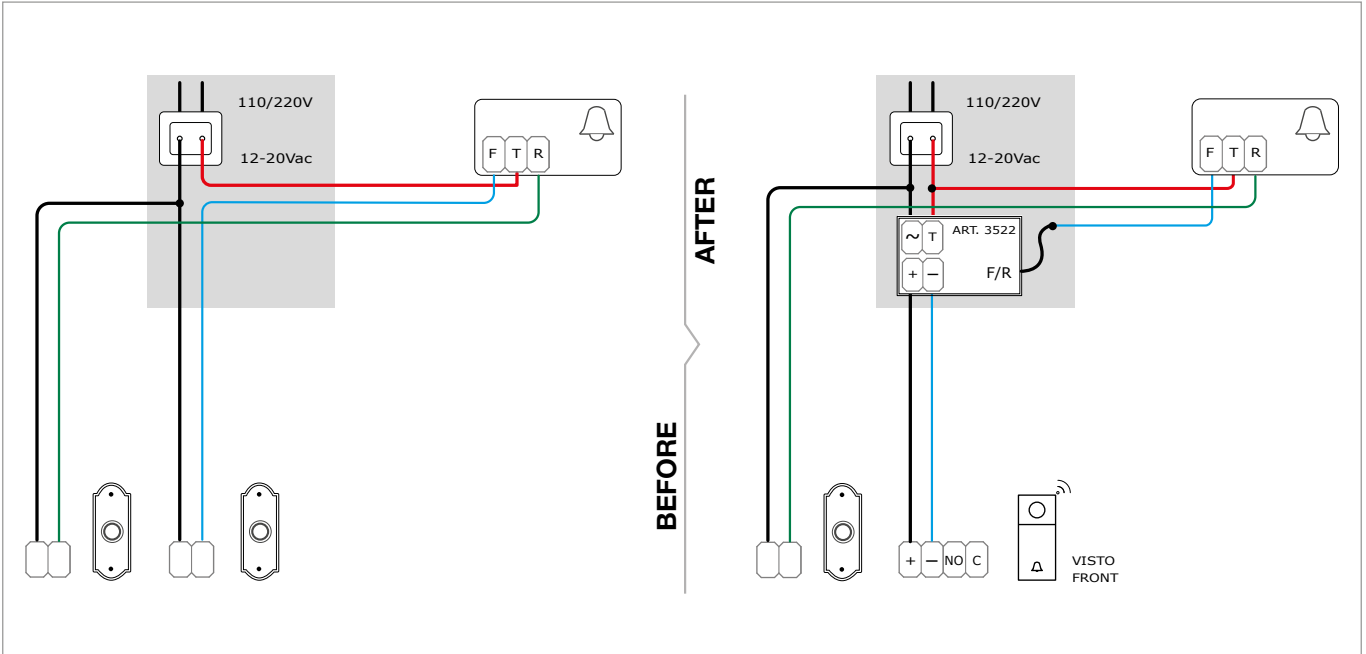 110/220V
12-20Vac
F T R
BEFORE
AFTER
110/220V
12-20Vac
F T R
~ T
ART. 3522
+ −
F/R
+ − NO C
VISTO
FRONT